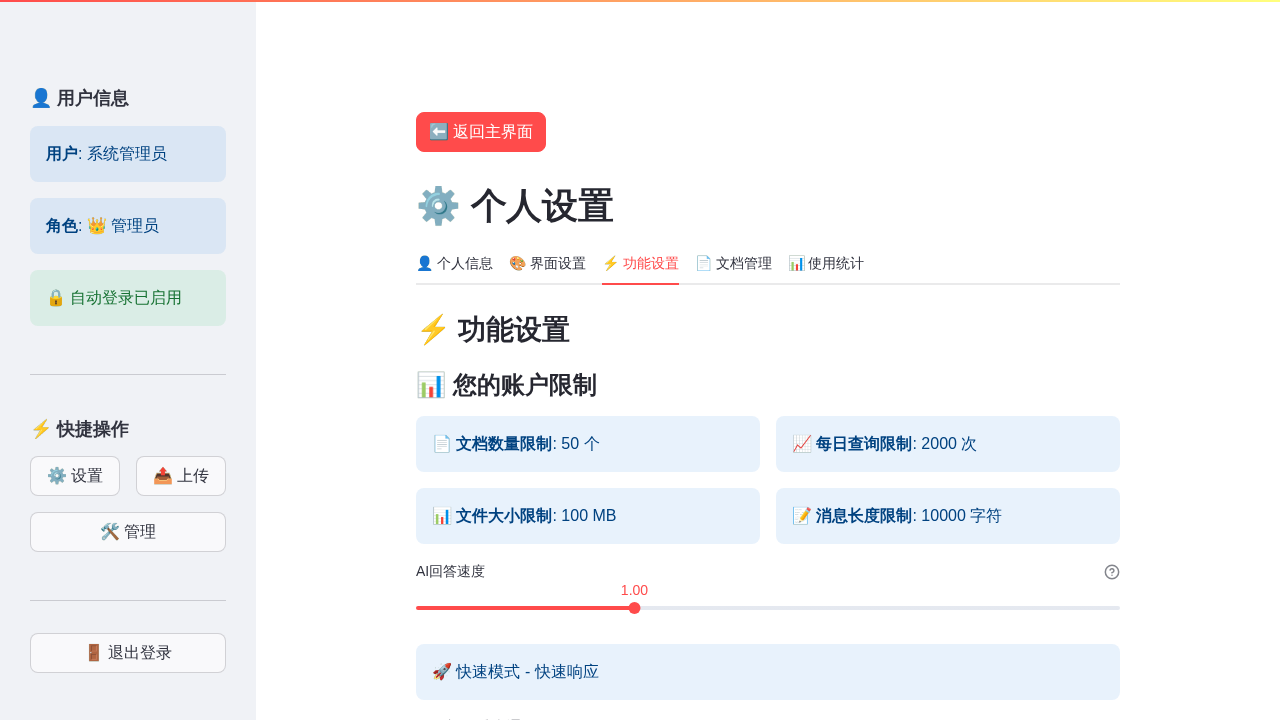 👤 用户信息
用户: 系统管理员
角色: 👑 管理员
🔒 自动登录已启用
⚡ 快捷操作
⚙️ 设置
📤 上传
🛠️ 管理
🚪 退出登录
⬅️ 返回主界面
⚙️ 个人设置
👤 个人信息 🎨 界面设置 ⚡ 功能设置 📄 文档管理 📊 使用统计
⚡ 功能设置
📊 您的账户限制
📄 文档数量限制: 50 个
📈 每日查询限制: 2000 次
📊 文件大小限制: 100 MB
📝 消息长度限制: 10000 字符
AI回答速度
1.00
🚀 快速模式 - 快速响应